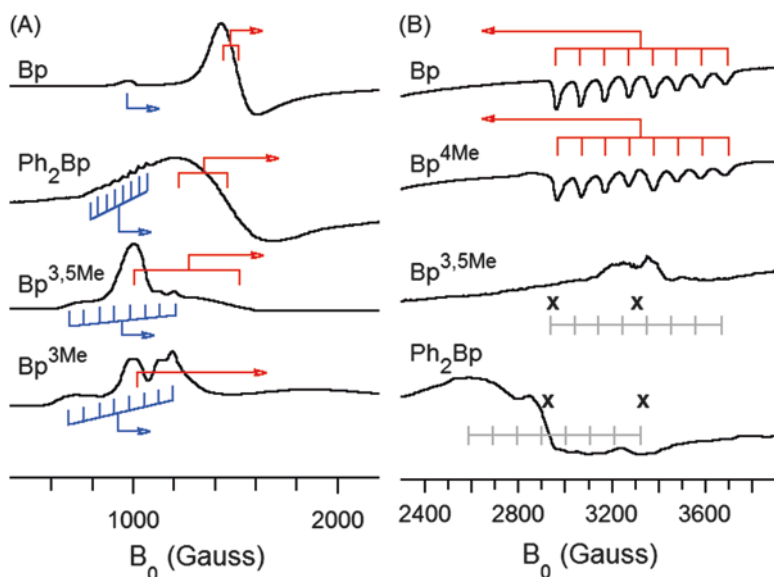 (A)
Bp
Ph₂Bp
Bp³,⁵ᴹᵉ
Bp³ᴹᵉ
1000 2000
B₀ (Gauss)
(B)
Bp
Bp⁴ᴹᵉ
Bp³,⁵ᴹᵉ
x x
Ph₂Bp
x x
2400 2800 3200 3600
B₀ (Gauss)